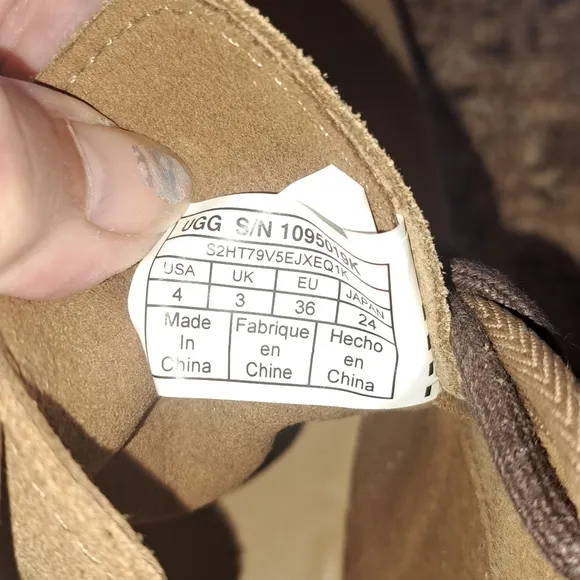 UGG S/N 1095019K
S2HT79V5EJXEQ1K
USA UK EU JAPAN
4 3 36 24
Made Fabrique Hecho
In en en
China Chine China